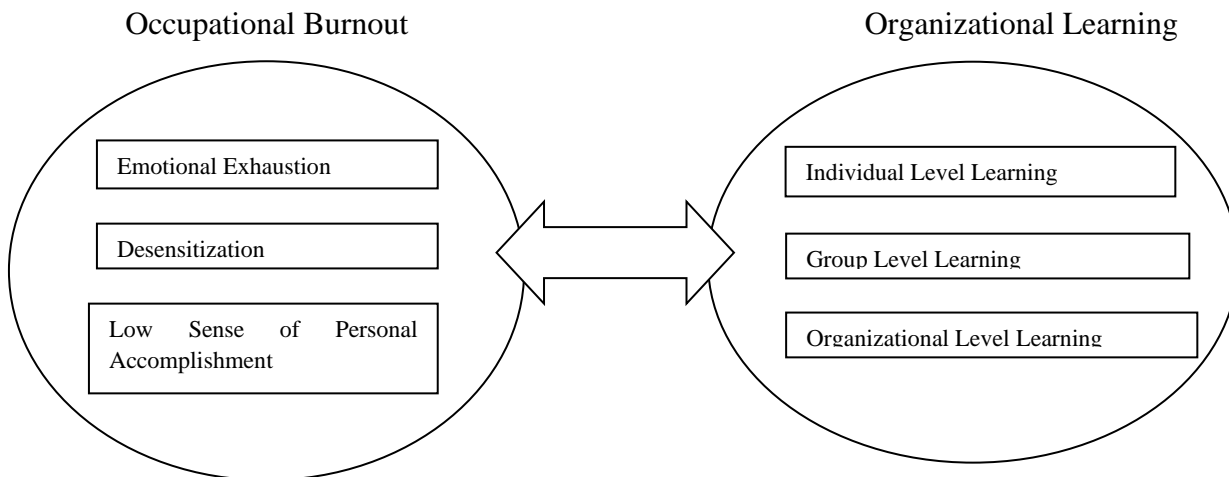 Occupational Burnout
Emotional Exhaustion
Desensitization
Low Sense of Personal
Accomplishment
Organizational Learning
Individual Level Learning
Group Level Learning
Organizational Level Learning